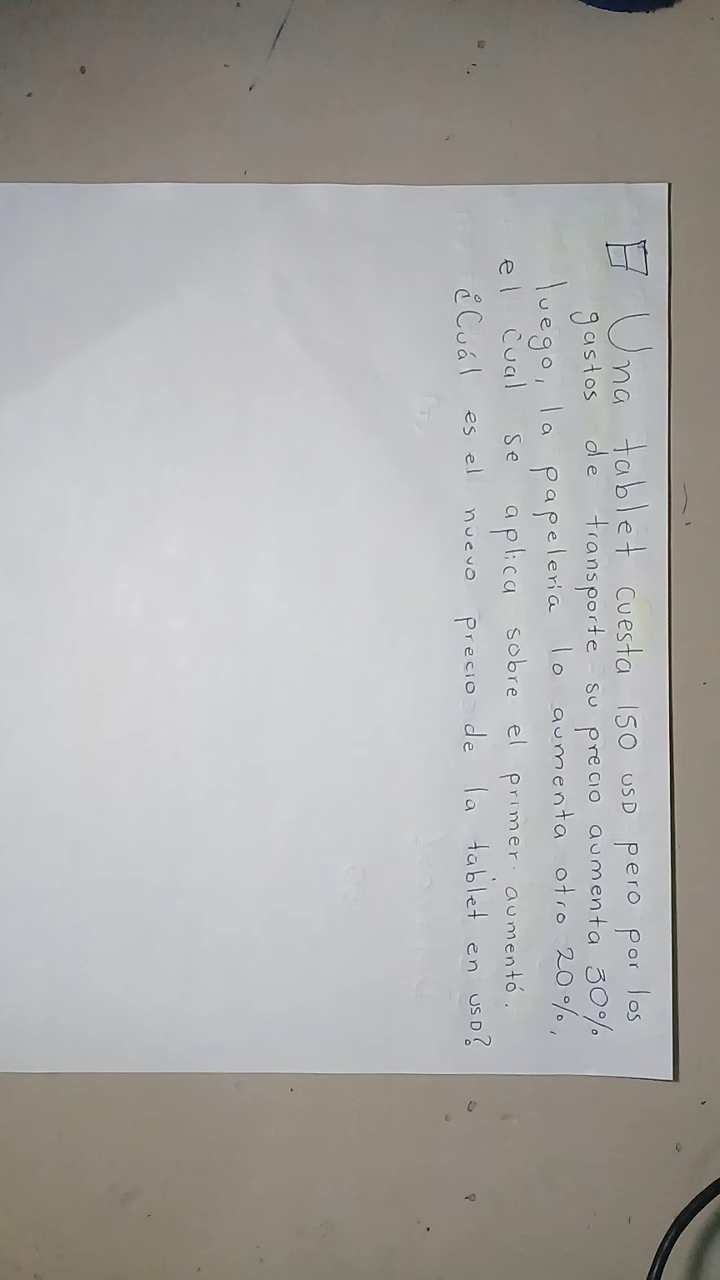 Una tablet cuesta 150 USD pero por los
gastos de transporte su precio aumenta 30%
luego, la papelería lo aumenta otro 20%,
el cual se aplica sobre el primer aumentó.
¿Cuál es el nuevo precio de la tablet en USD?